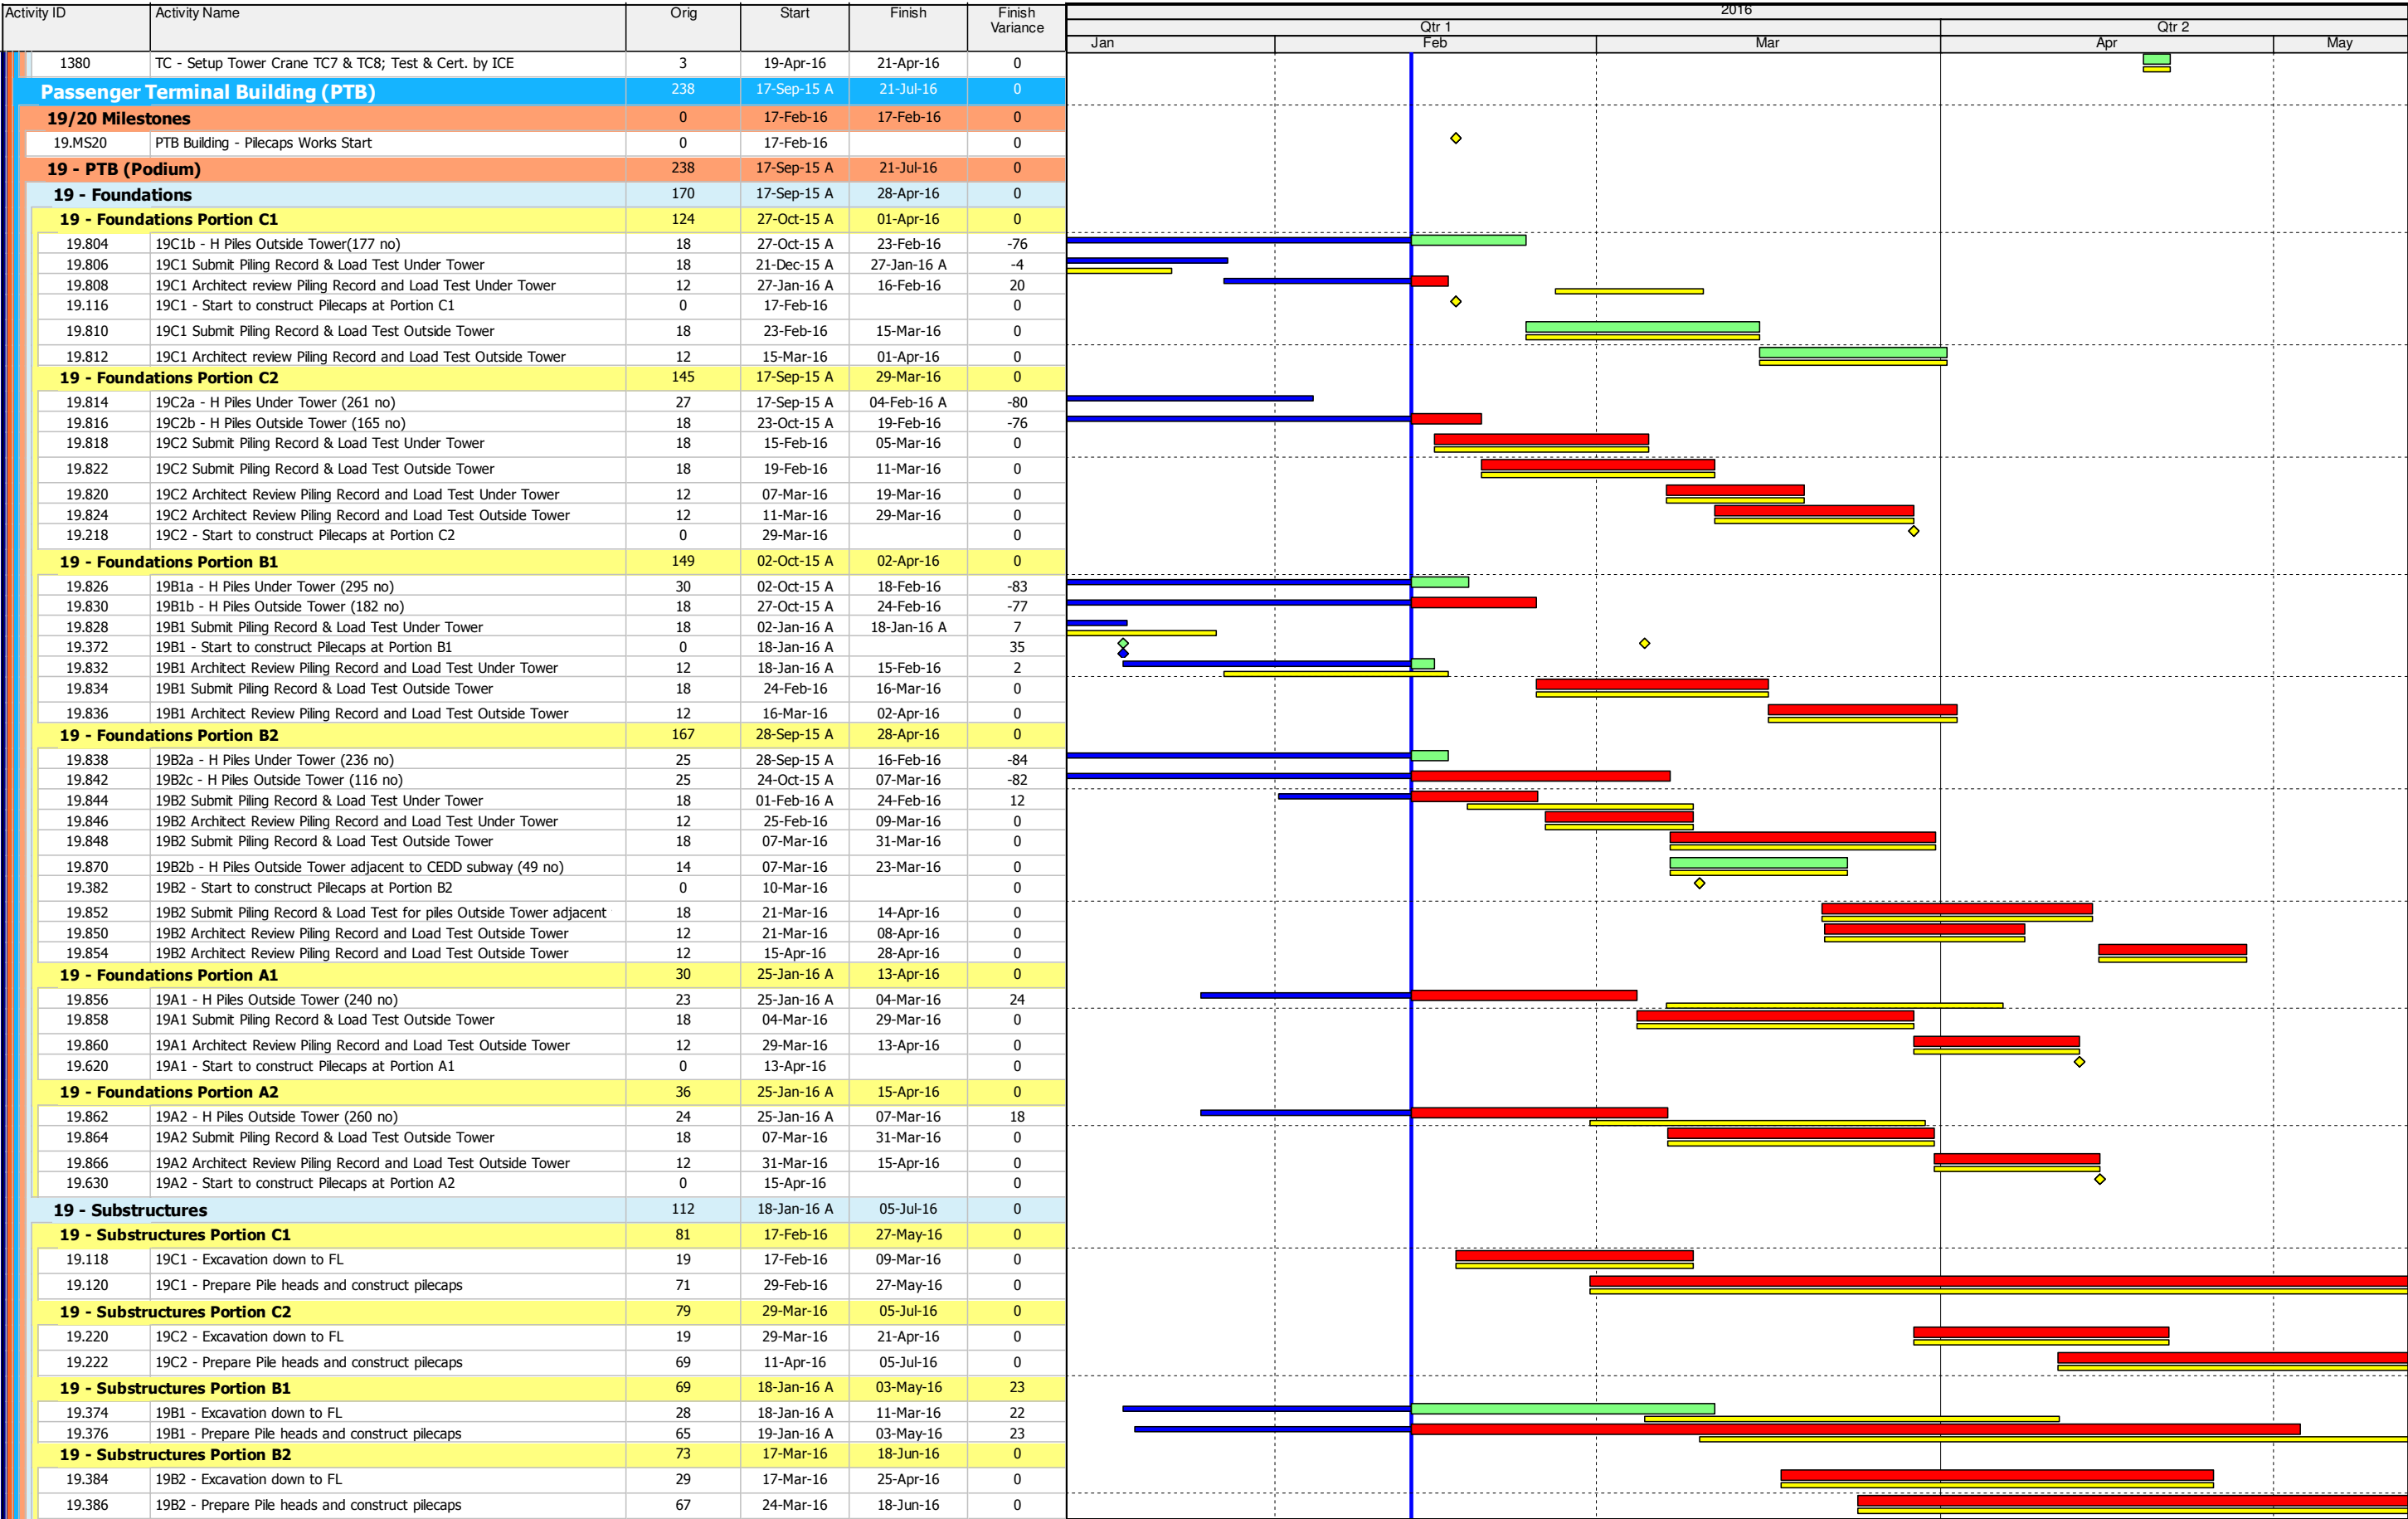 Activity ID Activity Name Orig Start Finish Finish Variance 2016
Qtr 1 Qtr 2
Jan Feb Mar Apr May
1380 TC - Setup Tower Crane TC7 & TC8; Test & Cert. by ICE 3 19-Apr-16 21-Apr-16 0
Passenger Terminal Building (PTB) 238 17-Sep-15 A 21-Jul-16 0
19/20 Milestones 0 17-Feb-16 17-Feb-16 0
19.MS20 PTB Building - Pilecaps Works Start 0 17-Feb-16 0
19 - PTB (Podium) 238 17-Sep-15 A 21-Jul-16 0
19 - Foundations 170 17-Sep-15 A 28-Apr-16 0
19 - Foundations Portion C1 124 27-Oct-15 A 01-Apr-16 0
19.804 19C1b - H Piles Outside Tower(177 no) 18 27-Oct-15 A 23-Feb-16 -76
19.806 19C1 Submit Piling Record & Load Test Under Tower 18 21-Dec-15 A 27-Jan-16 A -4
19.808 19C1 Architect review Piling Record and Load Test Under Tower 12 27-Jan-16 A 16-Feb-16 20
19.116 19C1 - Start to construct Pilecaps at Portion C1 0 17-Feb-16 0
19.810 19C1 Submit Piling Record & Load Test Outside Tower 18 23-Feb-16 15-Mar-16 0
19.812 19C1 Architect review Piling Record and Load Test Outside Tower 12 15-Mar-16 01-Apr-16 0
19 - Foundations Portion C2 145 17-Sep-15 A 29-Mar-16 0
19.814 19C2a - H Piles Under Tower (261 no) 27 17-Sep-15 A 04-Feb-16 A -80
19.816 19C2b - H Piles Outside Tower (165 no) 18 23-Oct-15 A 19-Feb-16 -76
19.818 19C2 Submit Piling Record & Load Test Under Tower 18 15-Feb-16 05-Mar-16 0
19.822 19C2 Submit Piling Record & Load Test Outside Tower 18 19-Feb-16 11-Mar-16 0
19.820 19C2 Architect Review Piling Record and Load Test Under Tower 12 07-Mar-16 19-Mar-16 0
19.824 19C2 Architect Review Piling Record and Load Test Outside Tower 12 11-Mar-16 29-Mar-16 0
19.218 19C2 - Start to construct Pilecaps at Portion C2 0 29-Mar-16 0
19 - Foundations Portion B1 149 02-Oct-15 A 02-Apr-16 0
19.826 19B1a - H Piles Under Tower (295 no) 30 02-Oct-15 A 18-Feb-16 -83
19.830 19B1b - H Piles Outside Tower (182 no) 18 27-Oct-15 A 24-Feb-16 -77
19.828 19B1 Submit Piling Record & Load Test Under Tower 18 02-Jan-16 A 18-Jan-16 A 7
19.372 19B1 - Start to construct Pilecaps at Portion B1 0 18-Jan-16 A 35
19.832 19B1 Architect Review Piling Record and Load Test Under Tower 12 18-Jan-16 A 15-Feb-16 2
19.834 19B1 Submit Piling Record & Load Test Outside Tower 18 24-Feb-16 16-Mar-16 0
19.836 19B1 Architect Review Piling Record and Load Test Outside Tower 12 16-Mar-16 02-Apr-16 0
19 - Foundations Portion B2 167 28-Sep-15 A 28-Apr-16 0
19.838 19B2a - H Piles Under Tower (236 no) 25 28-Sep-15 A 16-Feb-16 -84
19.842 19B2c - H Piles Outside Tower (116 no) 25 24-Oct-15 A 07-Mar-16 -82
19.844 19B2 Submit Piling Record & Load Test Under Tower 18 01-Feb-16 A 24-Feb-16 12
19.846 19B2 Architect Review Piling Record and Load Test Under Tower 12 25-Feb-16 09-Mar-16 0
19.848 19B2 Submit Piling Record & Load Test Outside Tower 18 07-Mar-16 31-Mar-16 0
19.870 19B2b - H Piles Outside Tower adjacent to CEDD subway (49 no) 14 07-Mar-16 23-Mar-16 0
19.382 19B2 - Start to construct Pilecaps at Portion B2 0 10-Mar-16 0
19.852 19B2 Submit Piling Record & Load Test for piles Outside Tower adjacent 18 21-Mar-16 14-Apr-16 0
19.850 19B2 Architect Review Piling Record and Load Test Outside Tower 12 21-Mar-16 08-Apr-16 0
19.854 19B2 Architect Review Piling Record and Load Test Outside Tower 12 15-Apr-16 28-Apr-16 0
19 - Foundations Portion A1 30 25-Jan-16 A 13-Apr-16 0
19.856 19A1 - H Piles Outside Tower (240 no) 23 25-Jan-16 A 04-Mar-16 24
19.858 19A1 Submit Piling Record & Load Test Outside Tower 18 04-Mar-16 29-Mar-16 0
19.860 19A1 Architect Review Piling Record and Load Test Outside Tower 12 29-Mar-16 13-Apr-16 0
19.620 19A1 - Start to construct Pilecaps at Portion A1 0 13-Apr-16 0
19 - Foundations Portion A2 36 25-Jan-16 A 15-Apr-16 0
19.862 19A2 - H Piles Outside Tower (260 no) 24 25-Jan-16 A 07-Mar-16 18
19.864 19A2 Submit Piling Record & Load Test Outside Tower 18 07-Mar-16 31-Mar-16 0
19.866 19A2 Architect Review Piling Record and Load Test Outside Tower 12 31-Mar-16 15-Apr-16 0
19.630 19A2 - Start to construct Pilecaps at Portion A2 0 15-Apr-16 0
19 - Substructures 112 18-Jan-16 A 05-Jul-16 0
19 - Substructures Portion C1 81 17-Feb-16 27-May-16 0
19.118 19C1 - Excavation down to FL 19 17-Feb-16 09-Mar-16 0
19.120 19C1 - Prepare Pile heads and construct pilecaps 71 29-Feb-16 27-May-16 0
19 - Substructures Portion C2 79 29-Mar-16 05-Jul-16 0
19.220 19C2 - Excavation down to FL 19 29-Mar-16 21-Apr-16 0
19.222 19C2 - Prepare Pile heads and construct pilecaps 69 11-Apr-16 05-Jul-16 0
19 - Substructures Portion B1 69 18-Jan-16 A 03-May-16 23
19.374 19B1 - Excavation down to FL 28 18-Jan-16 A 11-Mar-16 22
19.376 19B1 - Prepare Pile heads and construct pilecaps 65 19-Jan-16 A 03-May-16 23
19 - Substructures Portion B2 73 17-Mar-16 18-Jun-16 0
19.384 19B2 - Excavation down to FL 29 17-Mar-16 25-Apr-16 0
19.386 19B2 - Prepare Pile heads and construct pilecaps 67 24-Mar-16 18-Jun-16 0